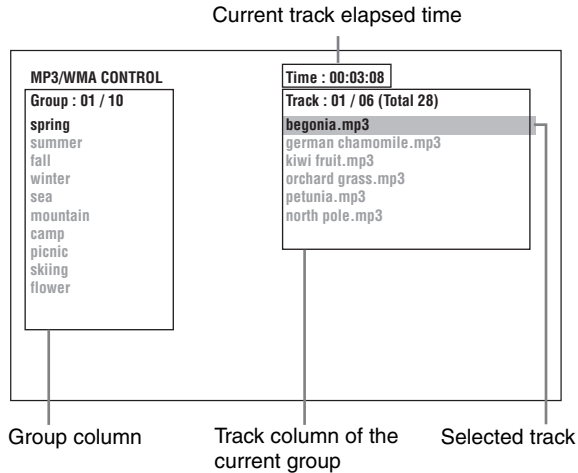 Current track elapsed time
MP3/WMA CONTROL
Time : 00:03:08
Group : 01 / 10
Track : 01 / 06 (Total 28)
spring
summer
fall
winter
sea
mountain
camp
picnic
skiing
flower
begonia.mp3
german chamomile.mp3
kiwi fruit.mp3
orchard grass.mp3
petunia.mp3
north pole.mp3
Group column
Track column of the
current group
Selected track